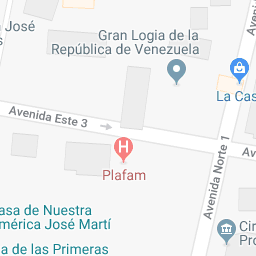 José
Gran Logia de la
República de Venezuela
La Cas
Avenida Este 3
Avenida Norte 1
Plafam
asa de Nuestra
mérica José Martí
a de las Primeras
Cir
Pro